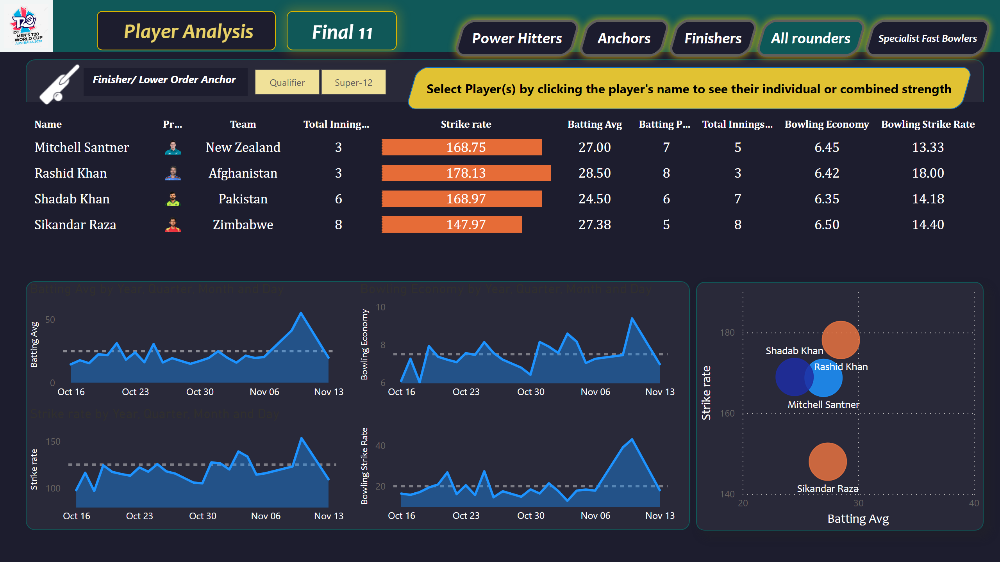 T20
ICC
MEN'S T20
WORLD CUP
AUSTRALIA 2022
Player Analysis
Final 11
Power Hitters
Anchors
Finishers
All rounders
Specialist Fast Bowlers
Finisher/ Lower Order Anchor
Qualifier
Super-12
Select Player(s) by clicking the player's name to see their individual or combined strength
Name Pr... Team Total Inning... Strike rate Batting Avg Batting P... Total Innings... Bowling Economy Bowling Strike Rate
Mitchell Santner New Zealand 3 168.75 27.00 7 5 6.45 13.33
Rashid Khan Afghanistan 3 178.13 28.50 8 3 6.42 18.00
Shadab Khan Pakistan 6 168.97 24.50 6 7 6.35 14.18
Sikandar Raza Zimbabwe 8 147.97 27.38 5 8 6.50 14.40
Batting Avg by Year, Quarter, Month and Day
Batting Avg
50
0
Oct 16 Oct 23 Oct 30 Nov 06 Nov 13
Bowling Economy by Year, Quarter, Month and Day
Bowling Economy
10
8
6
Oct 16 Oct 23 Oct 30 Nov 06 Nov 13
Strike rate by Year, Quarter, Month and Day
Strike rate
150
100
Oct 16 Oct 23 Oct 30 Nov 06 Nov 13
Bowling Strike Rate
40
20
Oct 16 Oct 23 Oct 30 Nov 06 Nov 13
Strike rate
180
160
140
Shadab Khan
Rashid Khan
Mitchell Santner
Sikandar Raza
20 30 40
Batting Avg